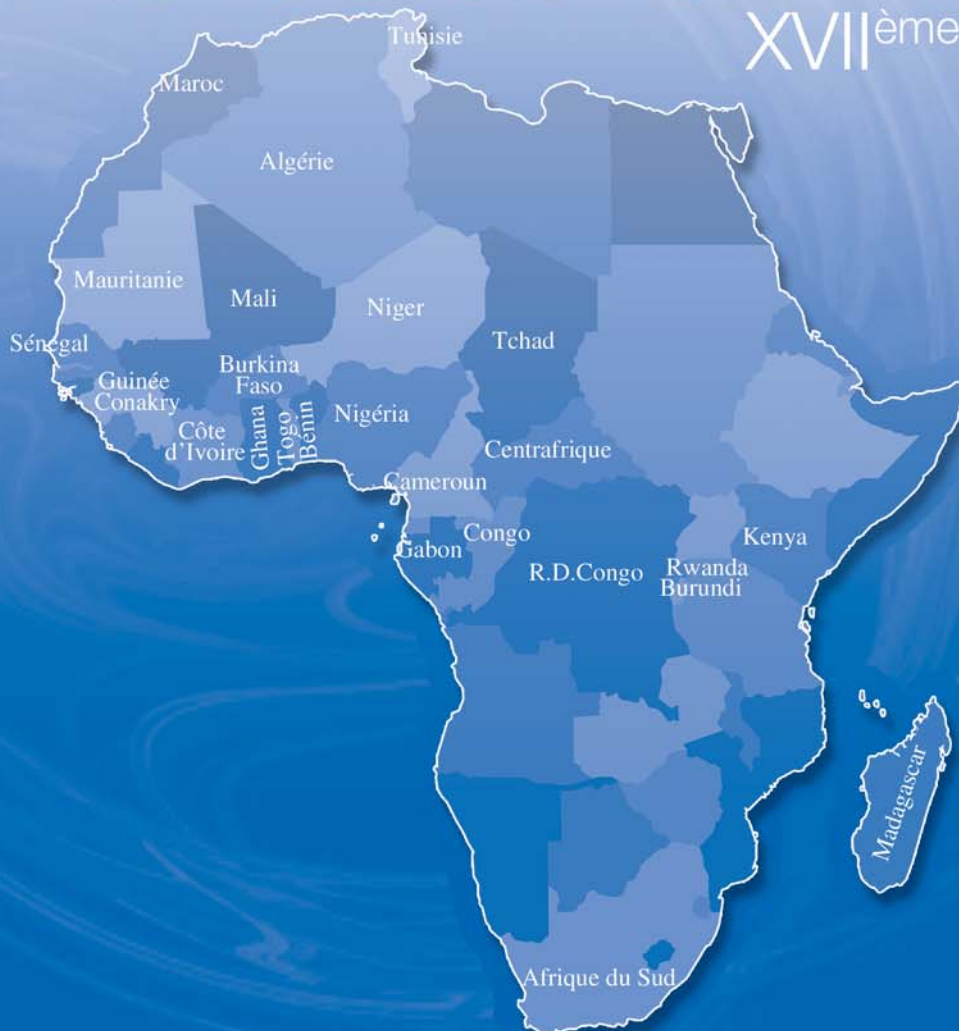 XVIIème
Tunisie
Maroc
Algérie
Mauritanie
Mali
Niger
Tchad
Sénégal
Burkina
Faso
Guinée
Conakry
Côte
d'Ivoire
Ghana
Togo
Bénin
Nigéria
Centrafrique
Cameroun
Gabon
Congo
R.D.Congo
Rwanda
Burundi
Kenya
Madagascar
Afrique du Sud